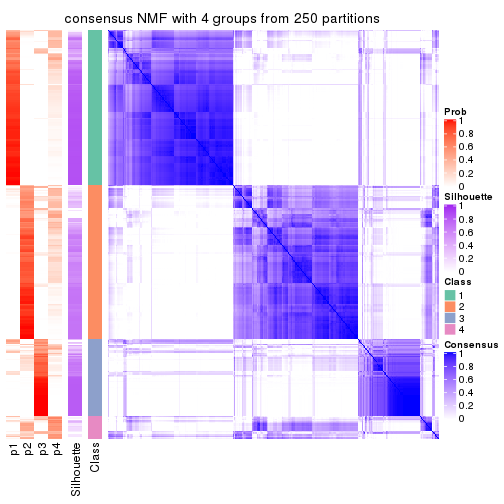 consensus NMF with 4 groups from 250 partitions
Prob
1
0.8
0.6
0.4
0.2
0
Silhouette
1
0.8
0.6
0.4
0.2
0
Class
1
2
3
4
Consensus
1
0.8
0.6
0.4
0.2
0
p1
p2
p3
p4
Silhouette
Class